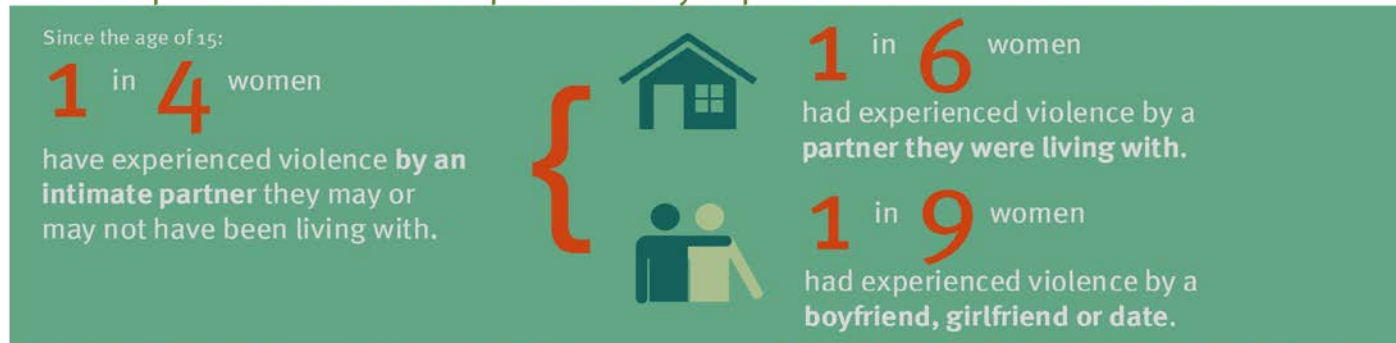 Since the age of 15:
1 in 4 women
have experienced violence by an
intimate partner they may or
may not have been living with.
1 in 6 women
had experienced violence by a
partner they were living with.
1 in 9 women
had experienced violence by a
boyfriend, girlfriend or date.